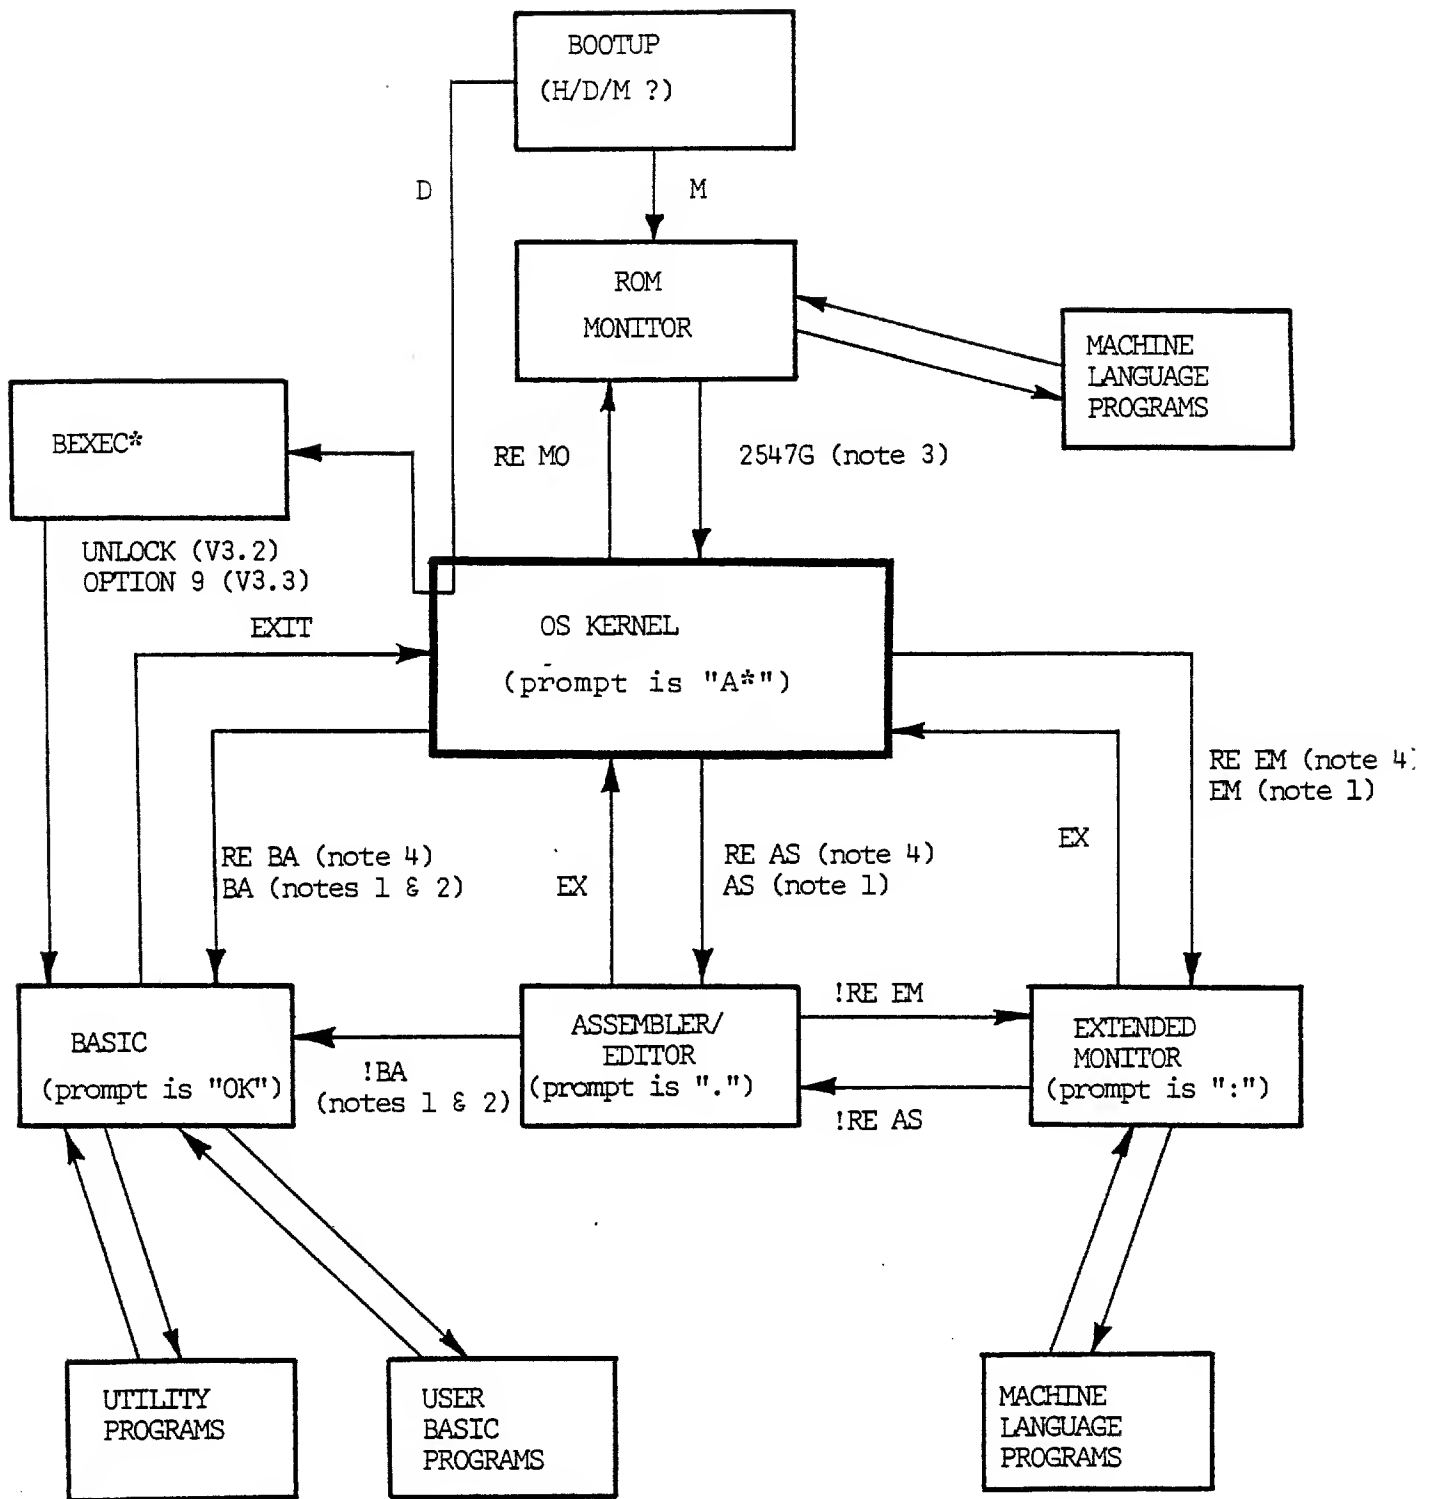 BOOTUP
(H/D/M ?)
D
M
ROM
MONITOR
MACHINE
LANGUAGE
PROGRAMS
BEXEC*
RE MO
2547G (note 3)
UNLOCK (V3.2)
OPTION 9 (V3.3)
EXIT
OS KERNEL
(prompt is "A*")
RE EM (note 4)
EM (note 1)
EX
RE BA (note 4)
BA (notes 1 & 2)
EX
RE AS (note 4)
AS (note 1)
!RE EM
BASIC
(prompt is "OK")
!BA
(notes 1 & 2)
ASSEMBLER/
EDITOR
(prompt is ".")
EXTENDED
MONITOR
(prompt is ":")
!RE AS
UTILITY
PROGRAMS
USER
BASIC
PROGRAMS
MACHINE
LANGUAGE
PROGRAMS